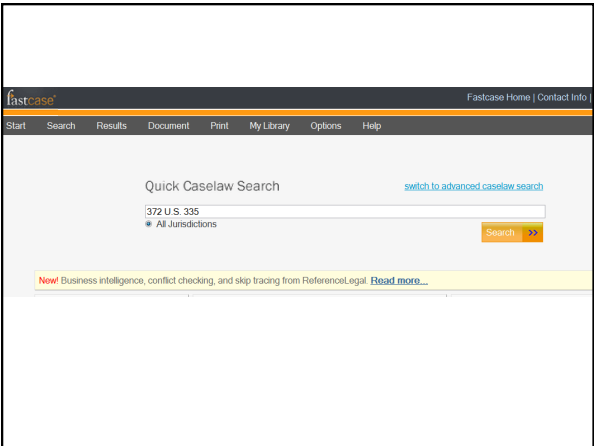 fastcase
Fastcase Home | Contact Info |
Start Search Results Document Print My Library Options Help
Quick Caselaw Search
switch to advanced caselaw search
372 U.S. 335
All Jurisdictions
Search >>
New! Business intelligence, conflict checking, and skip tracing from ReferenceLegal. Read more...